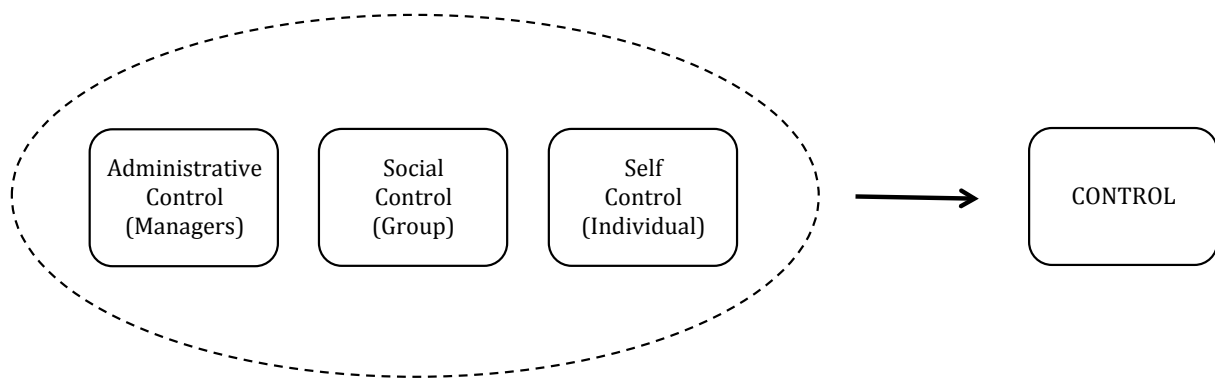 Administrative
Control
(Managers)
Social
Control
(Group)
Self
Control
(Individual)
CONTROL